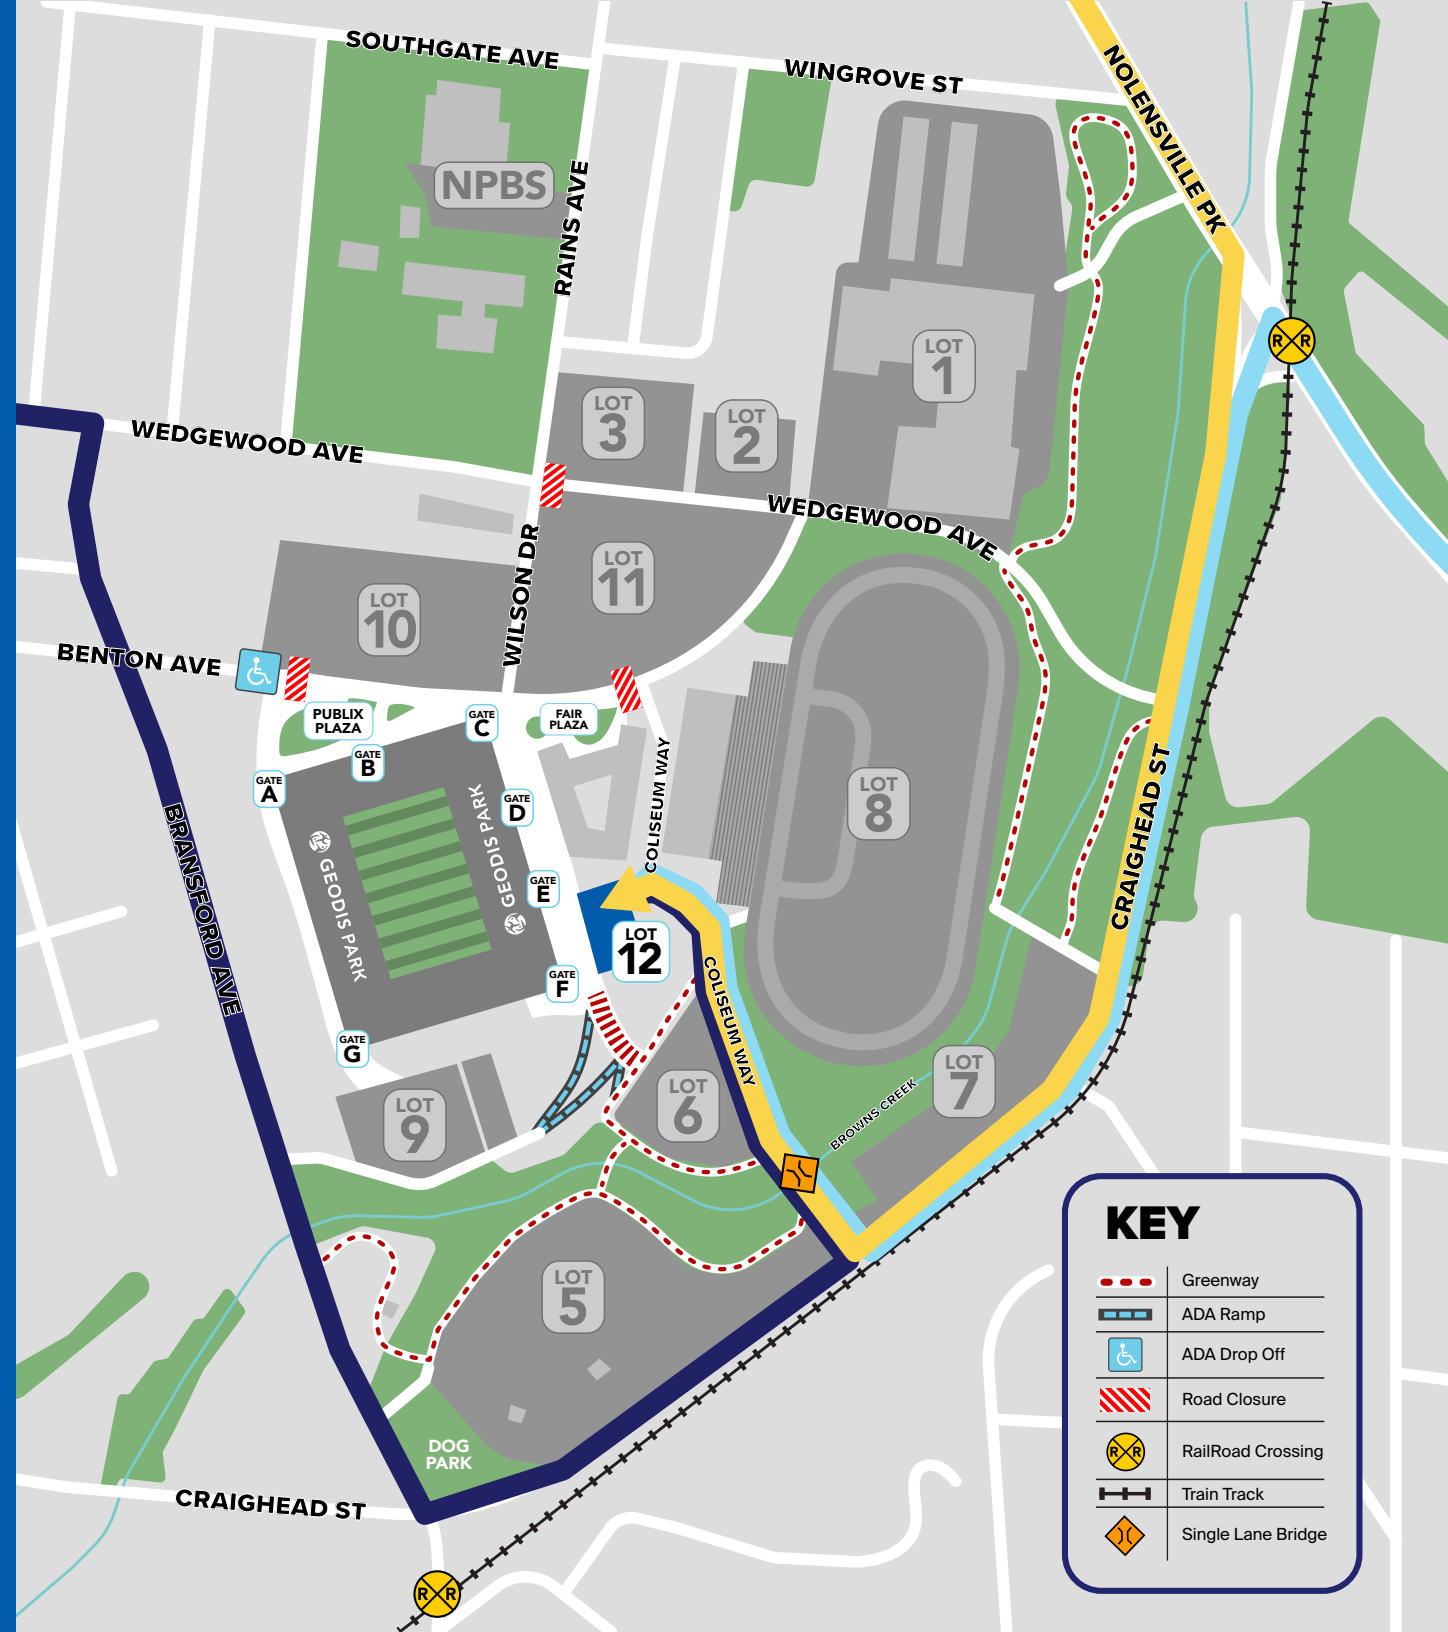 SOUTHGATE AVE
WINGROVE ST
NOLENSVILLE PK
NPBS
RAINS AVE
LOT
1
LOT
3
LOT
2
R R
WEDGEWOOD AVE
WEDGEWOOD AVE
WILSON DR
LOT
11
LOT
10
BENTON AVE
PUBLIX
PLAZA
GATE
C
FAIR
PLAZA
GATE
B
GATE
A
GATE
D
COLISEUM WAY
LOT
8
CRAIGHEAD ST
BRANSFORD AVE
GEODIS PARK
GEODIS PARK
GATE
E
LOT
12
GATE
F
COLISEUM WAY
GATE
G
LOT
9
LOT
6
LOT
7
BROWNS CREEK
LOT
5
DOG
PARK
CRAIGHEAD ST
R R
KEY
Greenway
ADA Ramp
ADA Drop Off
Road Closure
R R
RailRoad Crossing
Train Track
Single Lane Bridge